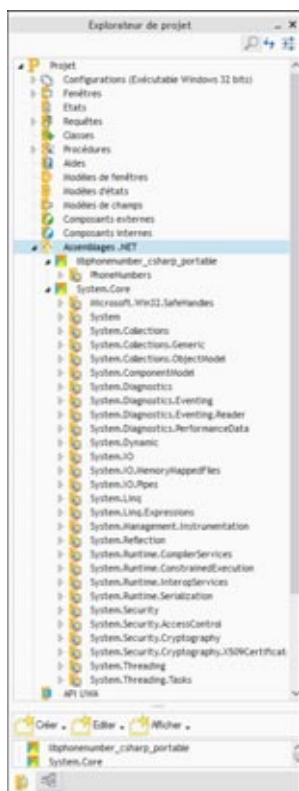 Explorateur de projet
Projet
Configurations (Exécutable Windows 32 bits)
Fenêtres
Etats
Requêtes
Classes
Procédures
Aides
Modèles de fenêtres
Modèles d'états
Modèles de champs
Composants externes
Composants internes
Assemblages .NET
libphonenumber_csharp_portable
PhoneNumbers
System.Core
Microsoft.Win32.SafeHandles
System
System.Collections
System.Collections.Generic
System.Collections.ObjectModel
System.ComponentModel
System.Diagnostics
System.Diagnostics.Eventing
System.Diagnostics.Eventing.Reader
System.Diagnostics.PerformanceData
System.Dynamic
System.IO
System.IO.MemoryMappedFiles
System.IO.Pipes
System.Linq
System.Linq.Expressions
System.Management.Instrumentation
System.Reflection
System.Runtime.CompilerServices
System.Runtime.ConstrainedExecution
System.Runtime.InteropServices
System.Runtime.Serialization
System.Security
System.Security.AccessControl
System.Security.Cryptography
System.Security.Cryptography.X509Certificat
System.Threading
System.Threading.Tasks
API UWA
Créer Editer Afficher
libphonenumber_csharp_portable
System.Core